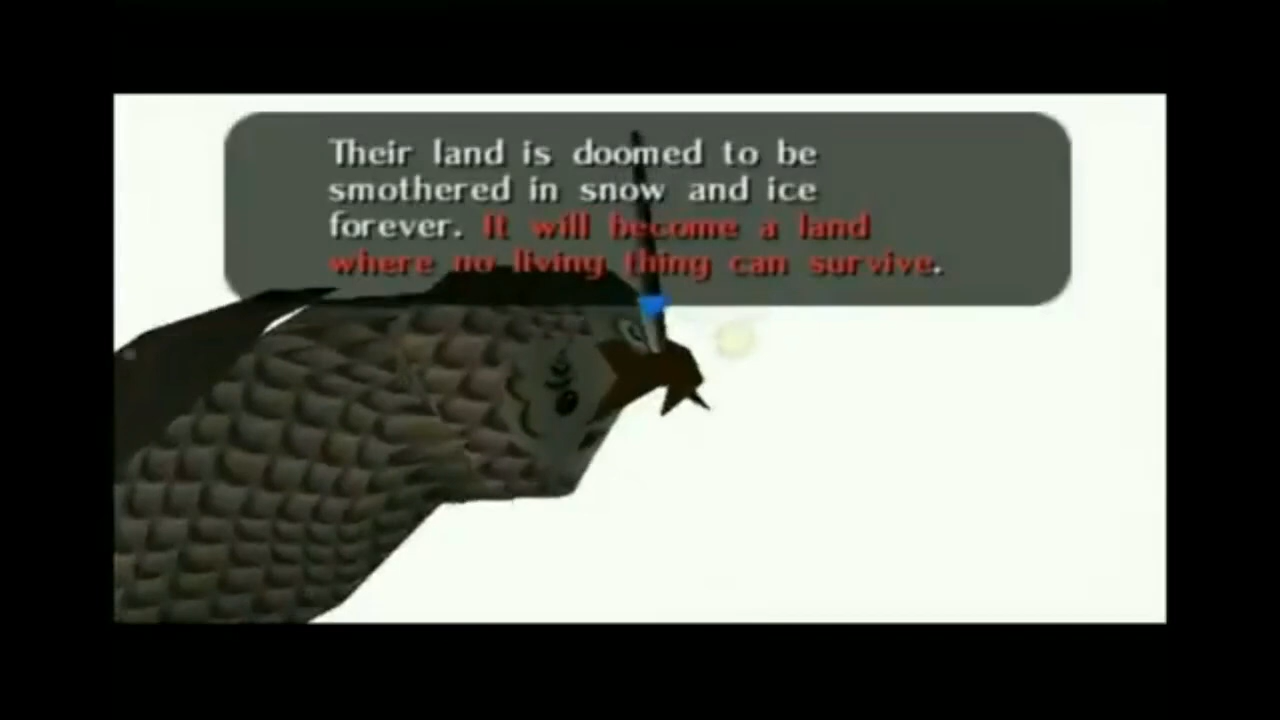 Their land is doomed to be
smothered in snow and ice
forever. It will become a land
where no living thing can survive.